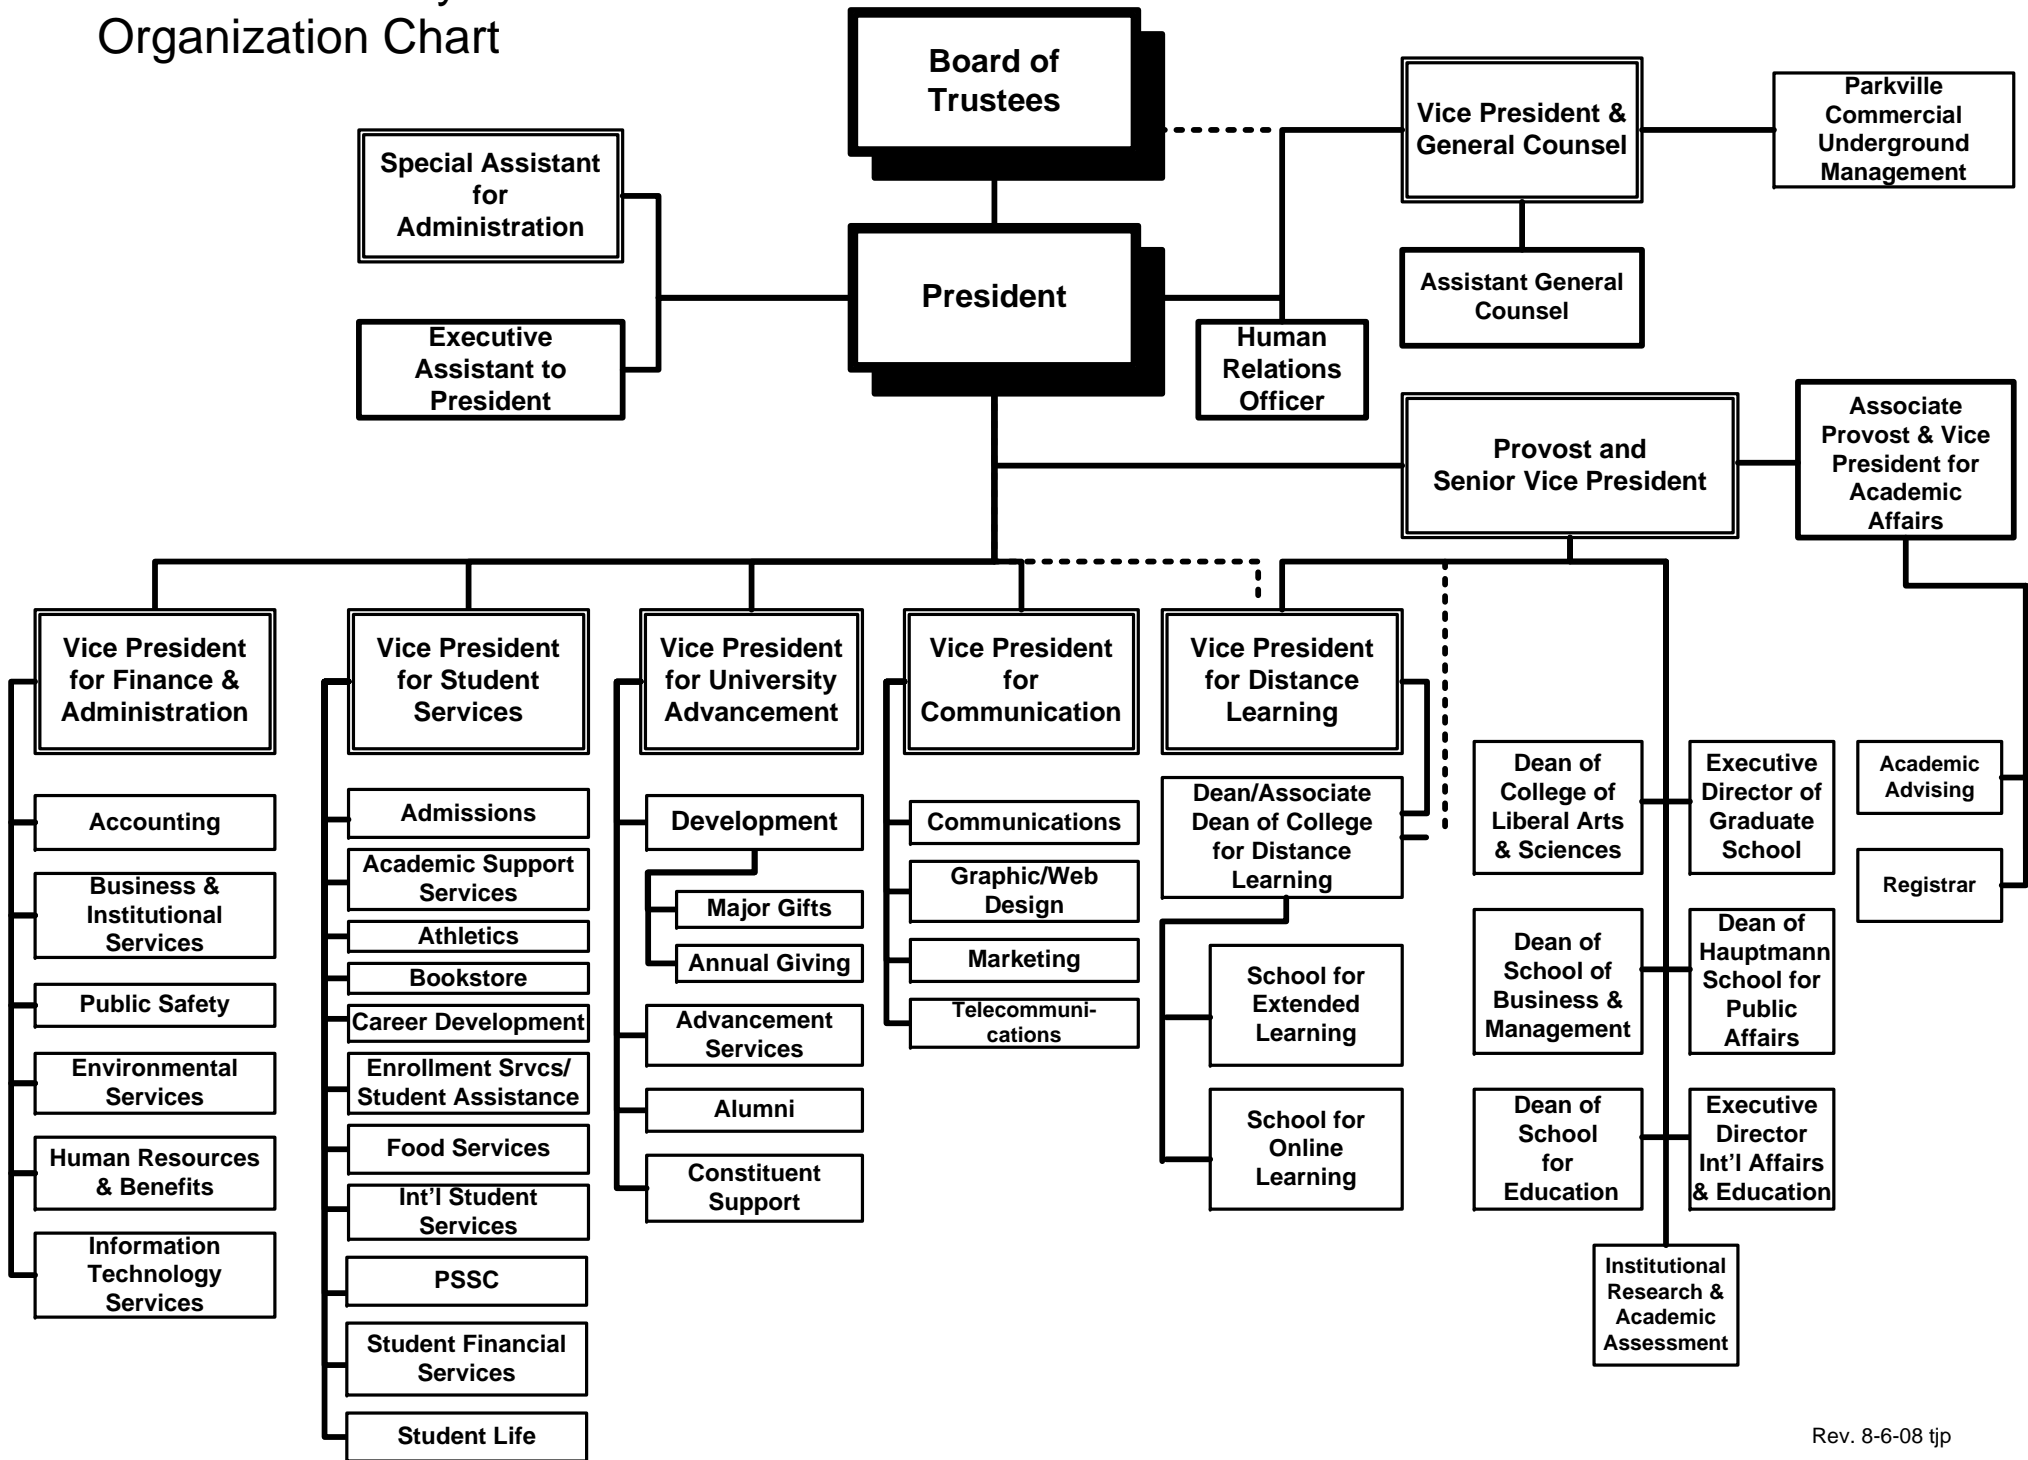 Organization Chart
Board of
Trustees
Vice President &
General Counsel
Parkville
Commercial
Underground
Management
Special Assistant
for
Administration
President
Assistant General
Counsel
Executive
Assistant to
President
Human
Relations
Officer
Provost and
Senior Vice President
Associate
Provost & Vice
President for
Academic
Affairs
Vice President
for Finance &
Administration
Vice President
for Student
Services
Vice President
for University
Advancement
Vice President
for
Communication
Vice President
for Distance
Learning
Accounting
Business &
Institutional
Services
Public Safety
Environmental
Services
Human Resources
& Benefits
Information
Technology
Services
Admissions
Academic Support
Services
Athletics
Bookstore
Career Development
Enrollment Srvcs/
Student Assistance
Food Services
Int'l Student
Services
PSSC
Student Financial
Services
Student Life
Development
Major Gifts
Annual Giving
Advancement
Services
Alumni
Constituent
Support
Communications
Graphic/Web
Design
Marketing
Telecommuni-
cations
Dean/Associate
Dean of College
for Distance
Learning
School for
Extended
Learning
School for
Online
Learning
Dean of
College of
Liberal Arts
& Sciences
Executive
Director of
Graduate
School
Dean of
School of
Business &
Management
Dean of
Hauptmann
School for
Public
Affairs
Dean of
School
for
Education
Executive
Director
Int'l Affairs
& Education
Institutional
Research &
Academic
Assessment
Academic
Advising
Registrar
Rev. 8-6-08 tjp